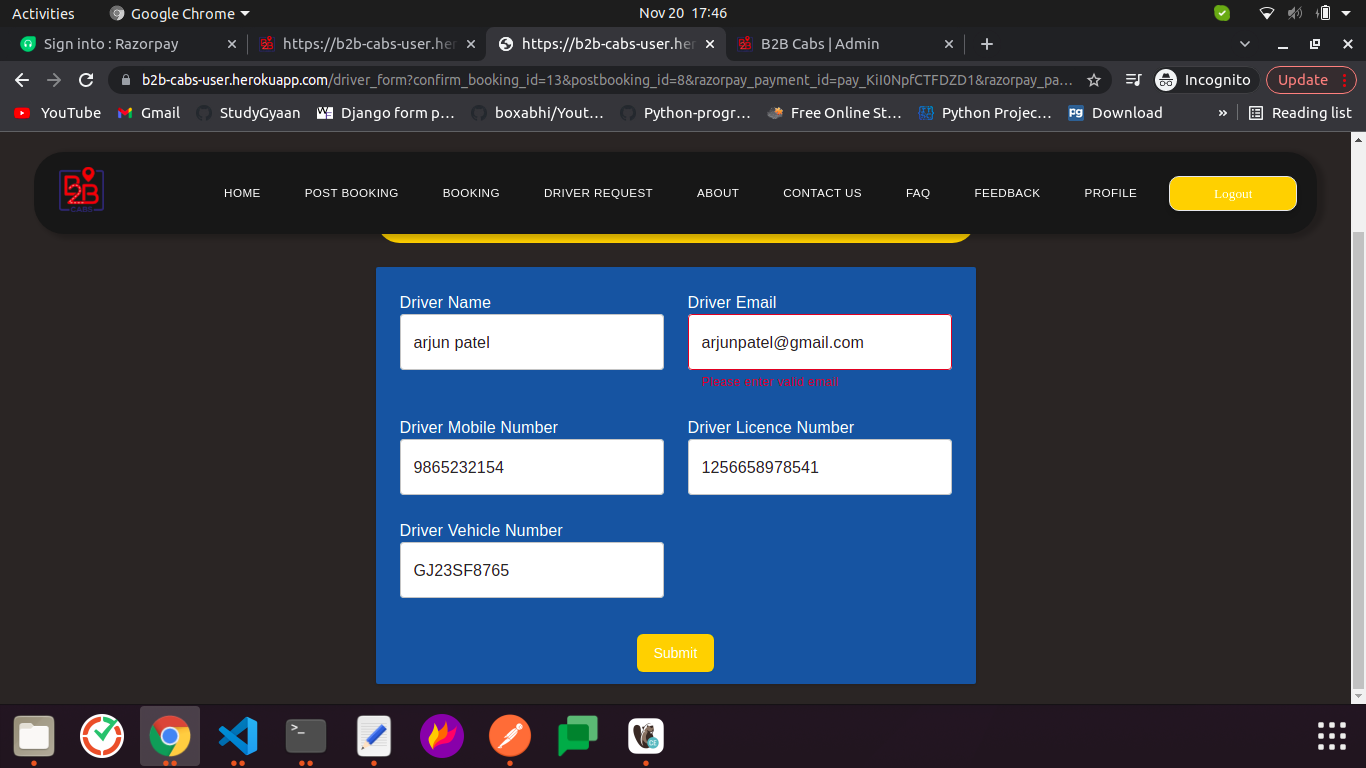 Activities Google Chrome Nov 20 17:46
Sign into : Razorpay https://b2b-cabs-user.her https://b2b-cabs-user.her B2B Cabs | Admin
b2b-cabs-user.herokuapp.com/driver_form?confirm_booking_id=13&postbooking_id=8&razorpay_payment_id=pay_KiI0NpfCTFDZD1&razorpay_pa… Incognito Update
YouTube Gmail StudyGyaan Django form p… boxabhi/Yout… Python-progr… Free Online St… Python Projec… Download » Reading list
B2B CABS HOME POST BOOKING BOOKING DRIVER REQUEST ABOUT CONTACT US FAQ FEEDBACK PROFILE Logout
Driver Name Driver Email
arjun patel arjunpatel@gmail.com
Please enter valid email
Driver Mobile Number Driver Licence Number
9865232154 1256658978541
Driver Vehicle Number
GJ23SF8765
Submit